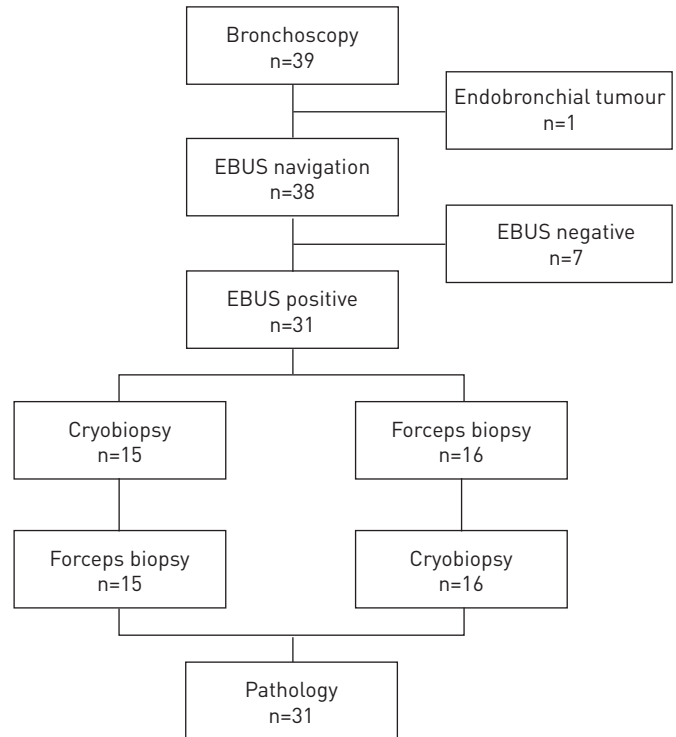 Bronchoscopy
n=39
Endobronchial tumour
n=1
EBUS navigation
n=38
EBUS negative
n=7
EBUS positive
n=31
Cryobiopsy
n=15
Forceps biopsy
n=16
Forceps biopsy
n=15
Cryobiopsy
n=16
Pathology
n=31